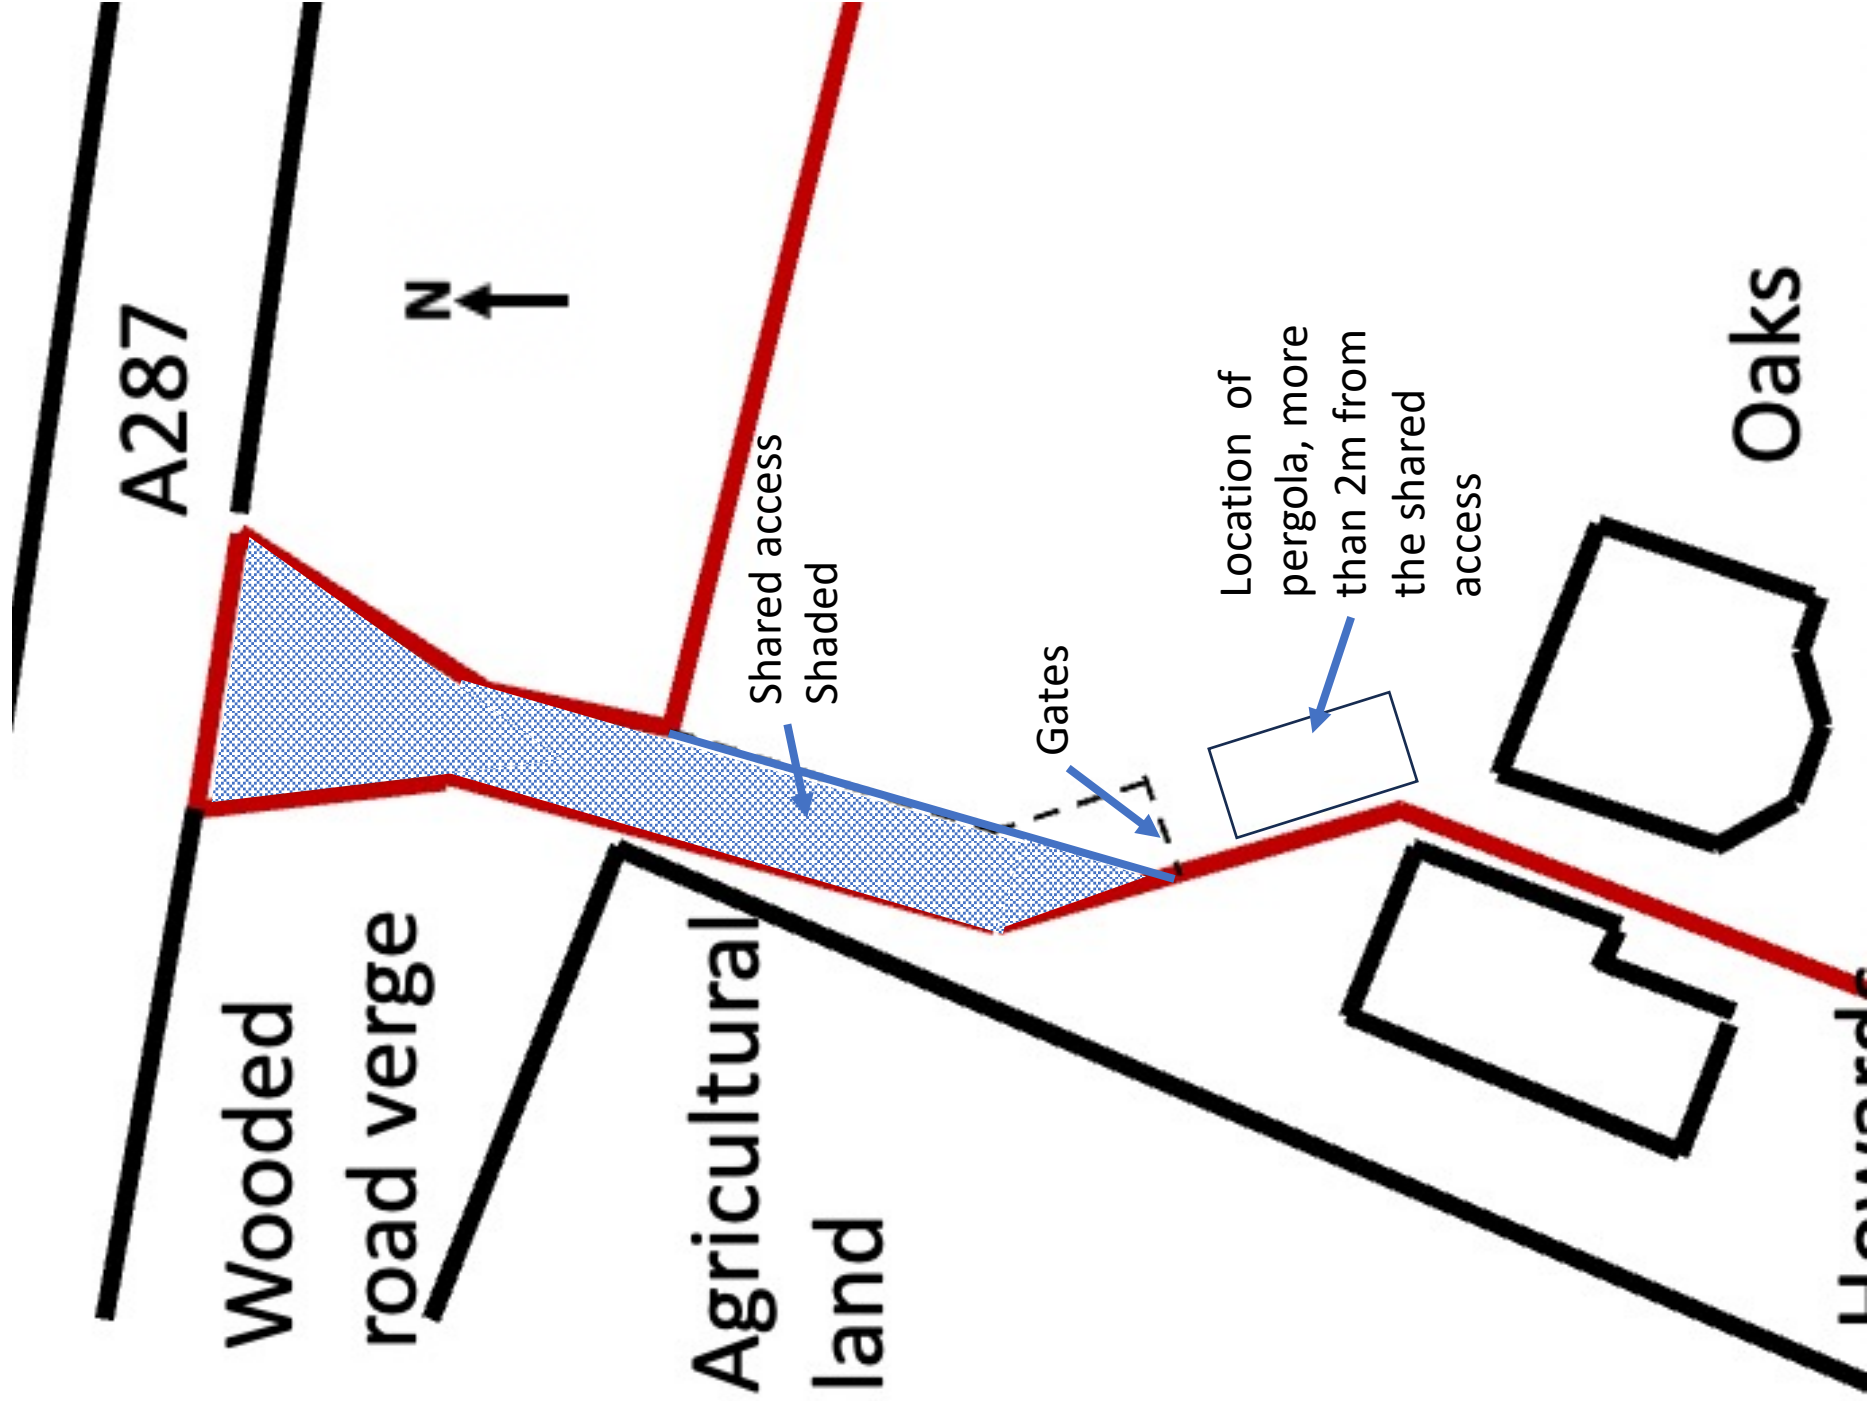 A287
N
Shared access
Shaded
Gates
Location of
pergola, more
than 2m from
the shared
access
Oaks
Wooded
road verge
Agricultural
land